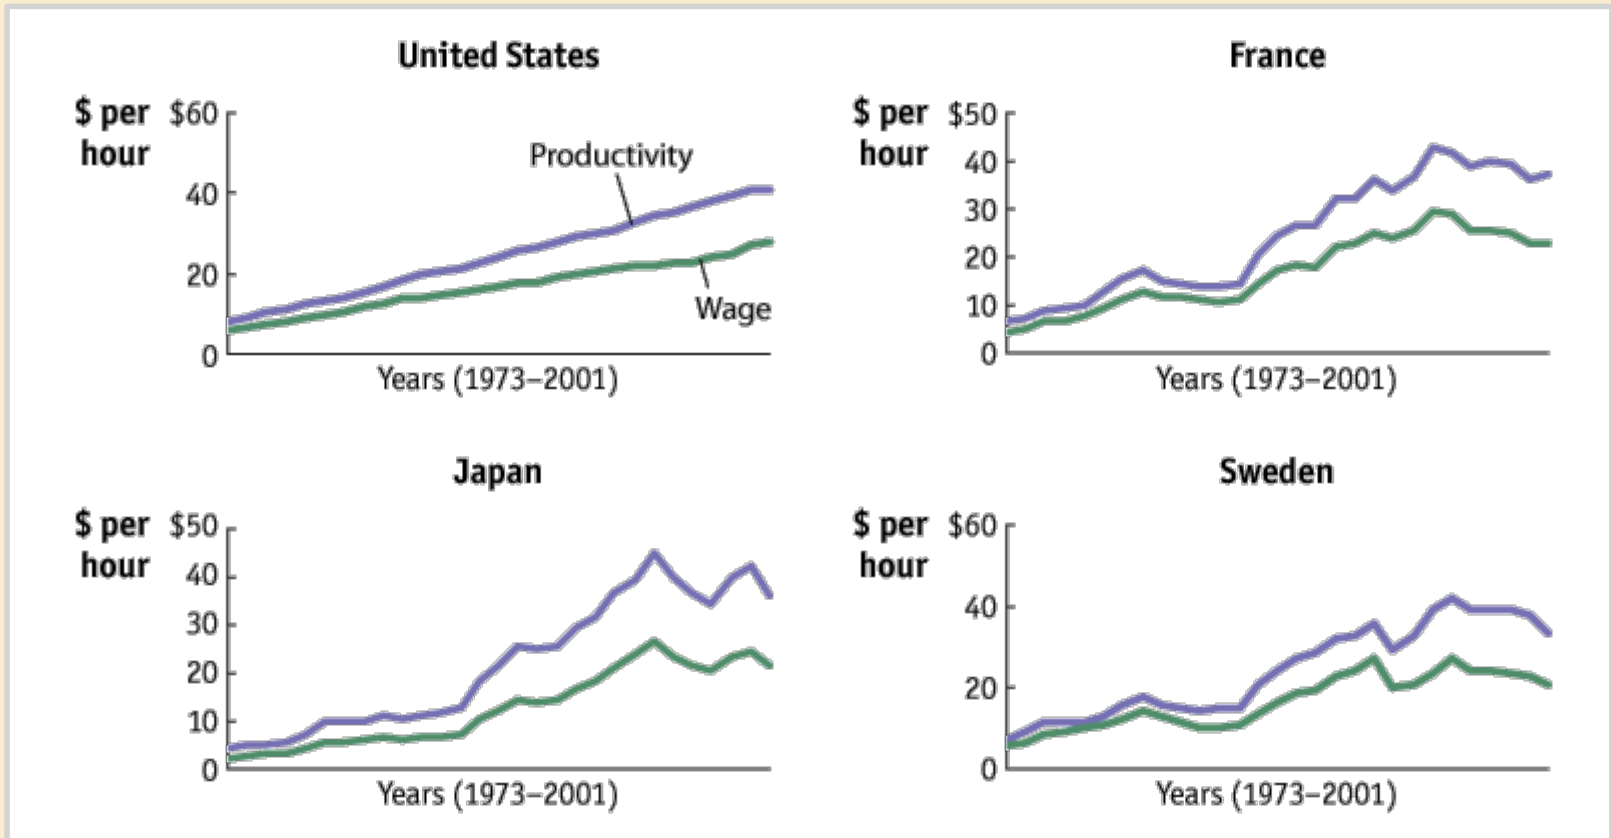 United States
$ per
hour
$60
40
20
0
Productivity
Wage
Years (1973–2001)
France
$ per
hour
$50
40
30
20
10
0
Years (1973–2001)
Japan
$ per
hour
$50
40
30
20
10
0
Years (1973–2001)
Sweden
$ per
hour
$60
40
20
0
Years (1973–2001)